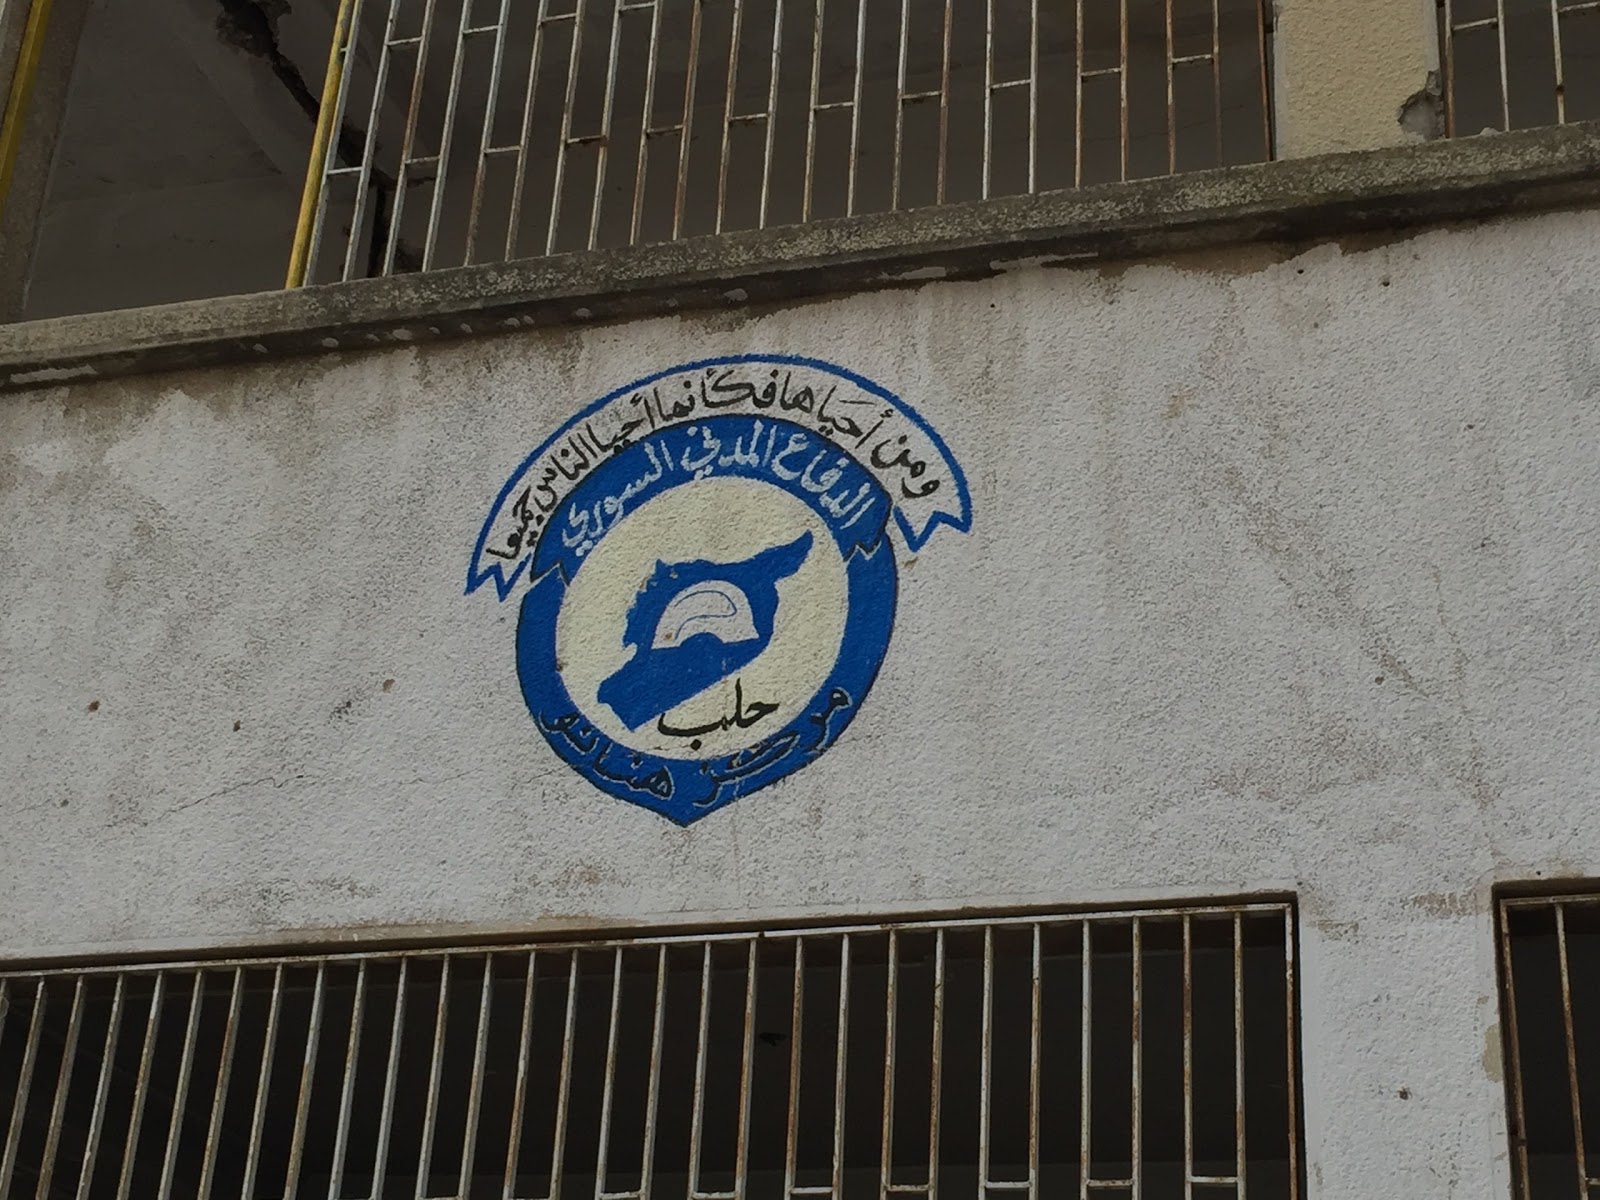 ومن أحياها فكأنما أحيا الناس جميعا
الدفاع المدني السوري
حلب
مركز هنانو